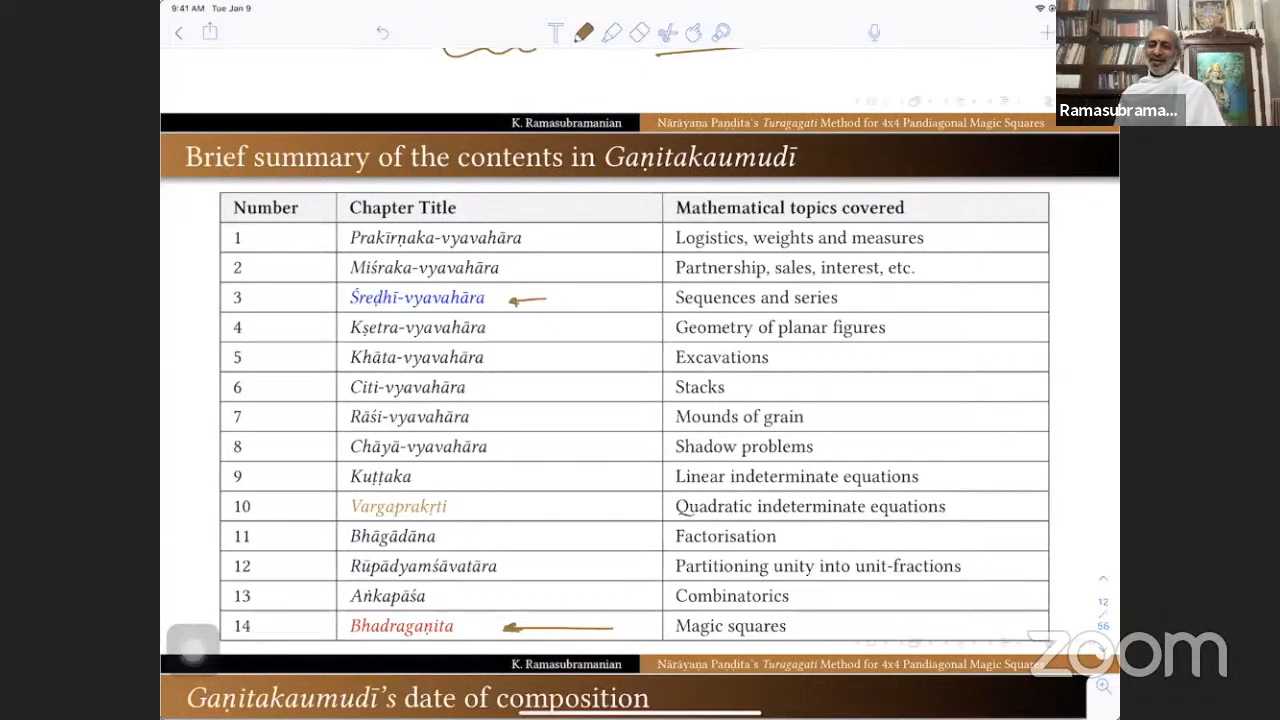 9:41 AM Tue Jan 9
Ramasubrama...
K. Ramasubramanian Nārāyaṇa Paṇḍita's Turagagati Method for 4x4 Pandiagonal Magic Squares
Brief summary of the contents in Gaṇitakaumudī
Number Chapter Title Mathematical topics covered
1 Prakīrṇaka-vyavahāra Logistics, weights and measures
2 Miśraka-vyavahāra Partnership, sales, interest, etc.
3 Śreḍhī-vyavahāra Sequences and series
4 Kṣetra-vyavahāra Geometry of planar figures
5 Khāta-vyavahāra Excavations
6 Citi-vyavahāra Stacks
7 Rāśi-vyavahāra Mounds of grain
8 Chāyā-vyavahāra Shadow problems
9 Kuṭṭaka Linear indeterminate equations
10 Vargaprakṛti Quadratic indeterminate equations
11 Bhāgādāna Factorisation
12 Rūpādyaṃśāvatāra Partitioning unity into unit-fractions
13 Aṅkapāśa Combinatorics
14 Bhadragaṇita Magic squares
12
/
56
zoom
K. Ramasubramanian Nārāyaṇa Paṇḍita's Turagagati Method for 4x4 Pandiagonal Magic Squares
Gaṇitakaumudī's date of composition